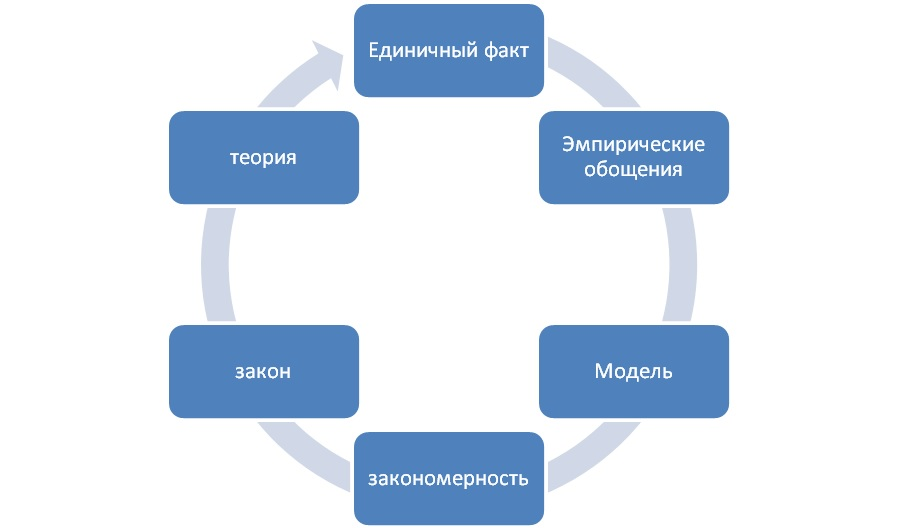 Единичный факт
Эмпирические
обощения
Модель
закономерность
закон
теория